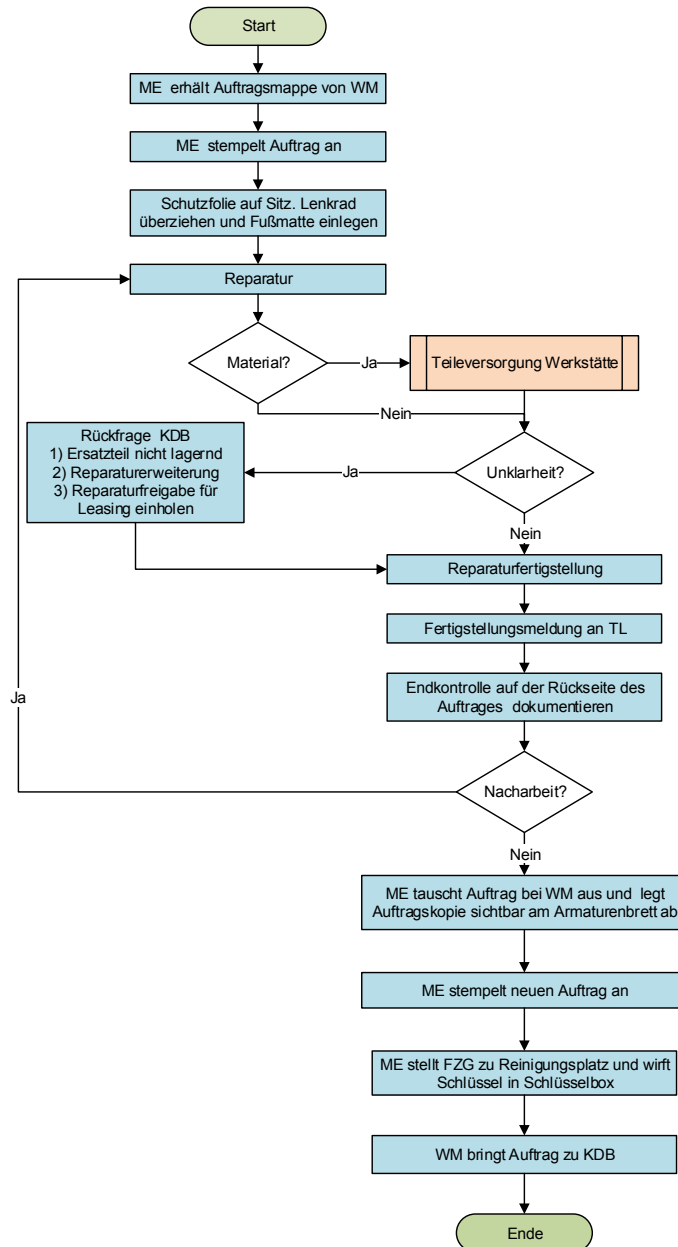 Start
ME erhält Auftragsmappe von WM
ME stempelt Auftrag an
Schutzfolie auf Sitz. Lenkrad
überziehen und Fußmatte einlegen
Reparatur
Material?
Ja
Teileversorgung Werkstätte
Nein
Rückfrage KDB
1) Ersatzteil nicht lagernd
2) Reparaturerweiterung
3) Reparaturfreigabe für
Leasing einholen
Ja
Unklarheit?
Nein
Reparaturfertigstellung
Fertigstellungsmeldung an TL
Endkontrolle auf der Rückseite des
Auftrages dokumentieren
Ja
Nacharbeit?
Nein
ME tauscht Auftrag bei WM aus und legt
Auftragskopie sichtbar am Armaturenbrett ab
ME stempelt neuen Auftrag an
ME stellt FZG zu Reinigungsplatz und wirft
Schlüssel in Schlüsselbox
WM bringt Auftrag zu KDB
Ende